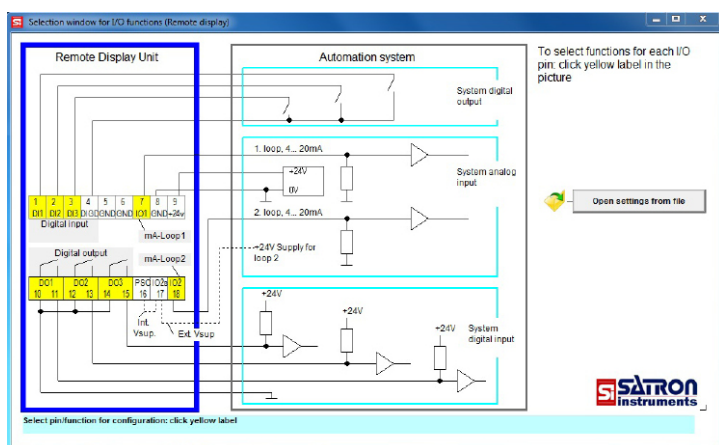 Selection window for I/O functions (Remote display)
Remote Display Unit
Automation system
To select functions for each I/O
pin: click yellow label in the
picture
System digital
output
1. loop, 4... 20mA
+24V
0V
System analog
input
1 2 3 4 5 6 7 8 9
DI1 DI2 DI3 DIGD GND GND IO1 GND +24v
Digital input
mA-Loop1
2. loop, 4... 20mA
Open settings from file
Digital output
mA-Loop2
+24V Supply for
loop 2
DO1 DO2 DO3 PSO IO2s IO2
10 11 12 13 14 15 16 17 18
Int.
Vsup.
Ext. Vsup
+24V
+24V
+24V
System
digital input
SATRON
instruments
Select pin/function for configuration: click yellow label